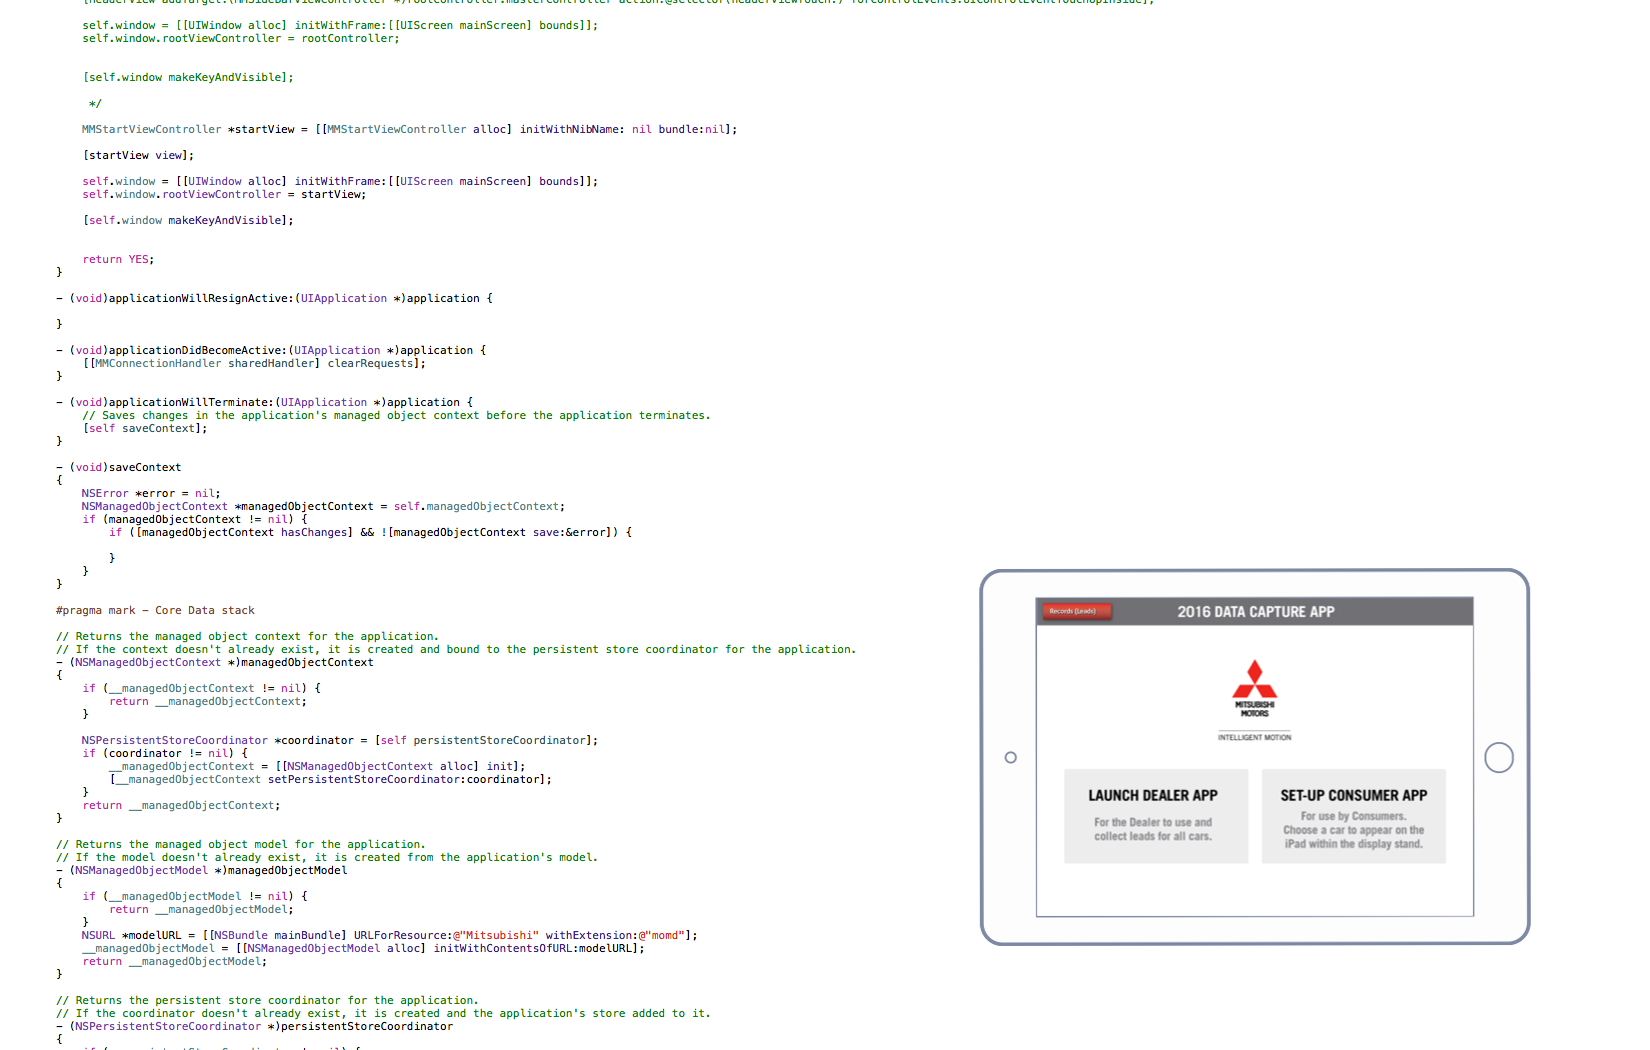 [headerView addTarget:(MMSideBarViewController *)rootController.masterController action:@selector(headerViewTouch:) forControlEvents:UIControlEventTouchUpInside];
self.window = [[UIWindow alloc] initWithFrame:[[UIScreen mainScreen] bounds]];
self.window.rootViewController = rootController;
[self.window makeKeyAndVisible];
*/
MMStartViewController *startView = [[MMStartViewController alloc] initWithNibName: nil bundle:nil];
[startView view];
self.window = [[UIWindow alloc] initWithFrame:[[UIScreen mainScreen] bounds]];
self.window.rootViewController = startView;
[self.window makeKeyAndVisible];
return YES;
}
- (void)applicationWillResignActive:(UIApplication *)application {
}
- (void)applicationDidBecomeActive:(UIApplication *)application {
[[MMConnectionHandler sharedHandler] clearRequests];
}
- (void)applicationWillTerminate:(UIApplication *)application {
// Saves changes in the application's managed object context before the application terminates.
[self saveContext];
}
- (void)saveContext
{
NSError *error = nil;
NSManagedObjectContext *managedObjectContext = self.managedObjectContext;
if (managedObjectContext != nil) {
if ([managedObjectContext hasChanges] && ![managedObjectContext save:&error]) {
}
}
}
#pragma mark - Core Data stack
// Returns the managed object context for the application.
// If the context doesn't already exist, it is created and bound to the persistent store coordinator for the application.
- (NSManagedObjectContext *)managedObjectContext
{
if (__managedObjectContext != nil) {
return __managedObjectContext;
}
NSPersistentStoreCoordinator *coordinator = [self persistentStoreCoordinator];
if (coordinator != nil) {
__managedObjectContext = [[NSManagedObjectContext alloc] init];
[__managedObjectContext setPersistentStoreCoordinator:coordinator];
}
return __managedObjectContext;
}
// Returns the managed object model for the application.
// If the model doesn't already exist, it is created from the application's model.
- (NSManagedObjectModel *)managedObjectModel
{
if (__managedObjectModel != nil) {
return __managedObjectModel;
}
NSURL *modelURL = [[NSBundle mainBundle] URLForResource:@"Mitsubishi" withExtension:@"momd"];
__managedObjectModel = [[NSManagedObjectModel alloc] initWithContentsOfURL:modelURL];
return __managedObjectModel;
}
// Returns the persistent store coordinator for the application.
// If the coordinator doesn't already exist, it is created and the application's store added to it.
- (NSPersistentStoreCoordinator *)persistentStoreCoordinator
{
Records (Leads)
2016 DATA CAPTURE APP
MITSUBISHI
MOTORS
INTELLIGENT MOTION
LAUNCH DEALER APP
For the Dealer to use and
collect leads for all cars.
SET-UP CONSUMER APP
For use by Consumers.
Choose a car to appear on the
iPad within the display stand.